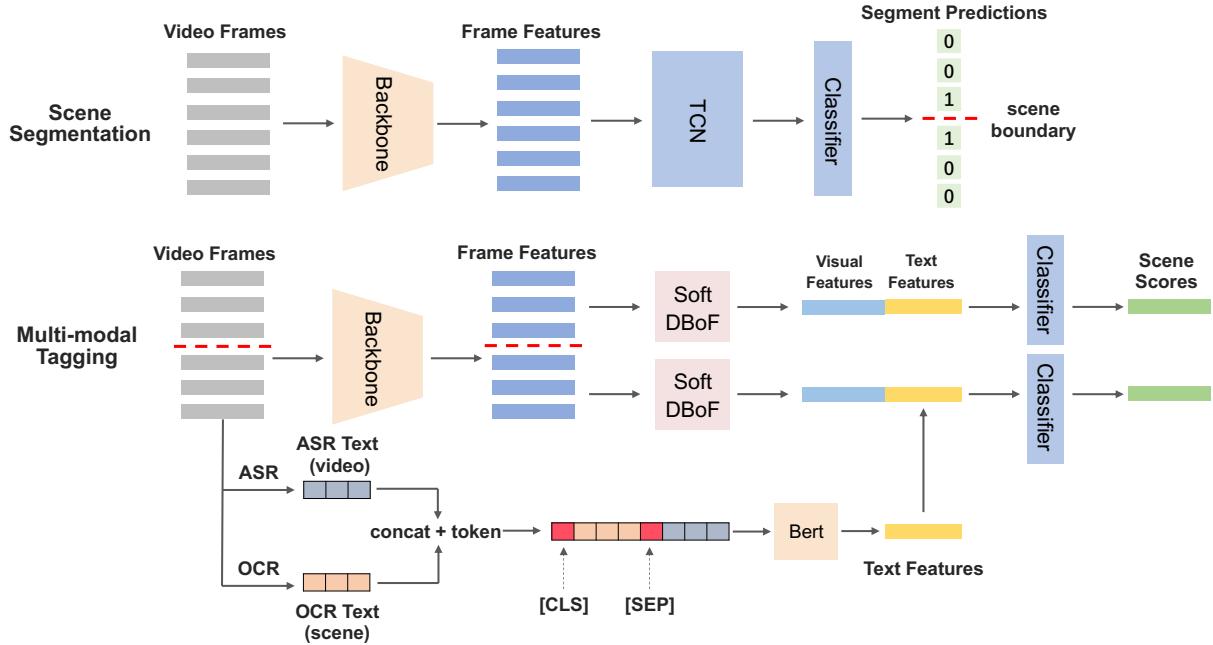 Segment Predictions
Video Frames
Frame Features
Scene
Segmentation
Backbone
TCN
Classifier
0
0
1
1
0
0
scene
boundary
Video Frames
Frame Features
Multi-modal
Tagging
Backbone
Soft
DBoF
Soft
DBoF
Visual
Features
Text
Features
Classifier
Classifier
Scene
Scores
ASR
ASR Text
(video)
OCR
OCR Text
(scene)
concat + token
[CLS]
[SEP]
Bert
Text Features